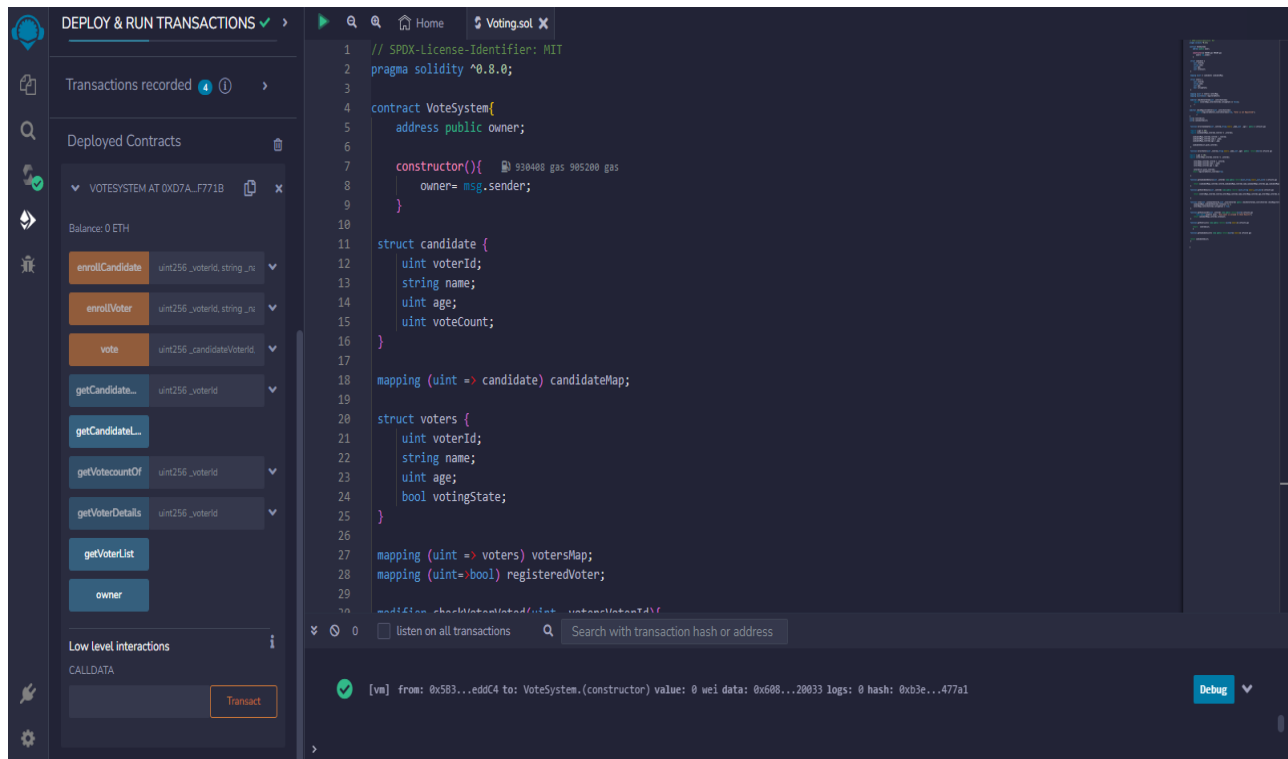 DEPLOY & RUN TRANSACTIONS
Transactions recorded 4 i
Deployed Contracts
VOTESYSTEM AT 0XD7A...F771B
Balance: 0 ETH
enrollCandidate uint256 _voterId, string _na
enrollVoter uint256 _voterId, string _na
vote uint256 _candidateVoterId,
getCandidate... uint256 _voterId
getCandidateL...
getVotecountOf uint256 _voterId
getVoterDetails uint256 _voterId
getVoterList
owner
Low level interactions
CALLDATA
Transact
Home Voting.sol
1 // SPDX-License-Identifier: MIT
2 pragma solidity ^0.8.0;
3
4 contract VoteSystem{
5 address public owner;
6
7 constructor(){ 930408 gas 905200 gas
8 owner= msg.sender;
9 }
10
11 struct candidate {
12 uint voterId;
13 string name;
14 uint age;
15 uint voteCount;
16 }
17
18 mapping (uint => candidate) candidateMap;
19
20 struct voters {
21 uint voterId;
22 string name;
23 uint age;
24 bool votingState;
25 }
26
27 mapping (uint => voters) votersMap;
28 mapping (uint=>bool) registeredVoter;
29
30 modifier checkVoterVoted(uint _votersVoterId){
0 listen on all transactions Search with transaction hash or address
[vm] from: 0x5B3...eddC4 to: VoteSystem.(constructor) value: 0 wei data: 0x608...20033 logs: 0 hash: 0xb3e...477a1
Debug
>